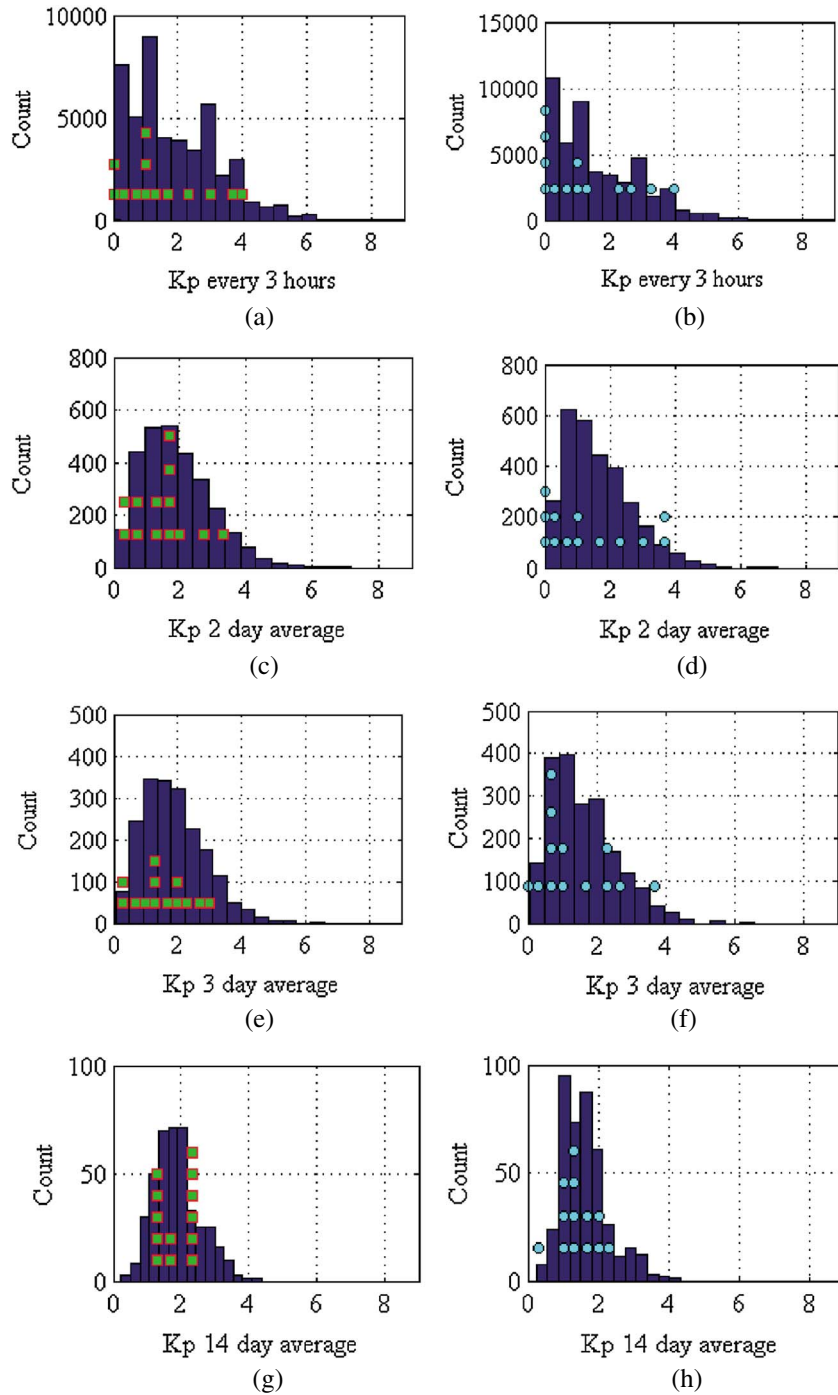 10000
5000
0
Count
0 2 4 6 8
Kp every 3 hours
(a)
15000
10000
5000
0
Count
0 2 4 6 8
Kp every 3 hours
(b)
800
600
400
200
0
Count
0 2 4 6 8
Kp 2 day average
(c)
800
600
400
200
0
Count
0 2 4 6 8
Kp 2 day average
(d)
500
400
300
200
100
0
Count
0 2 4 6 8
Kp 3 day average
(e)
500
400
300
200
100
0
Count
0 2 4 6 8
Kp 3 day average
(f)
100
50
0
Count
0 2 4 6 8
Kp 14 day average
(g)
100
50
0
Count
0 2 4 6 8
Kp 14 day average
(h)